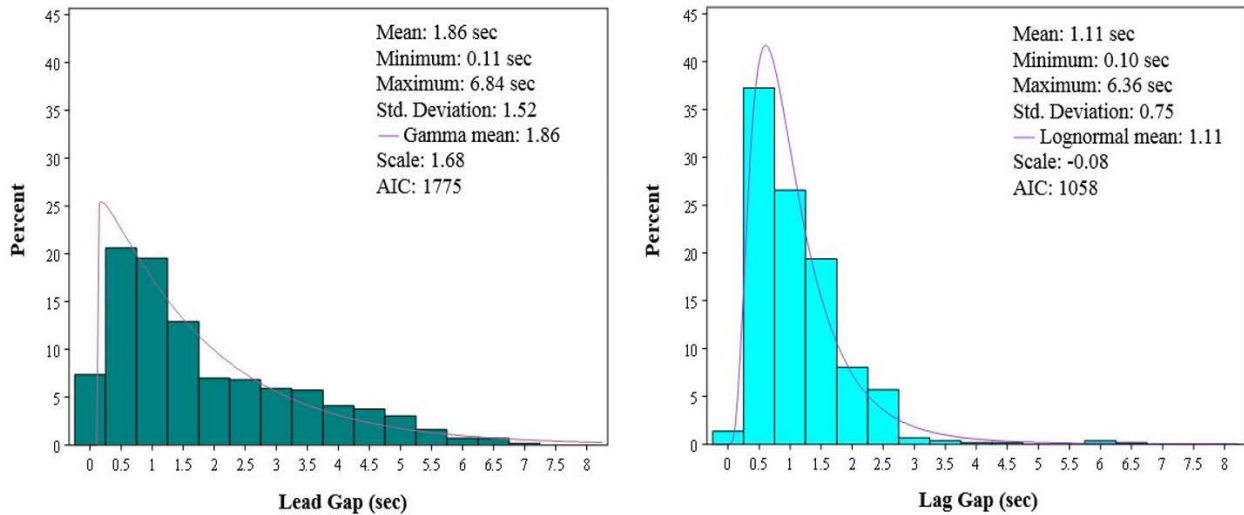 45
40
35
30
25
20
15
10
5
0
Percent
Mean: 1.86 sec
Minimum: 0.11 sec
Maximum: 6.84 sec
Std. Deviation: 1.52
Gamma mean: 1.86
Scale: 1.68
AIC: 1775
0 0.5 1 1.5 2 2.5 3 3.5 4 4.5 5 5.5 6 6.5 7 7.5 8
Lead Gap (sec)
45
40
35
30
25
20
15
10
5
0
Percent
Mean: 1.11 sec
Minimum: 0.10 sec
Maximum: 6.36 sec
Std. Deviation: 0.75
Lognormal mean: 1.11
Scale: -0.08
AIC: 1058
0 0.5 1 1.5 2 2.5 3 3.5 4 4.5 5 5.5 6 6.5 7 7.5 8
Lag Gap (sec)